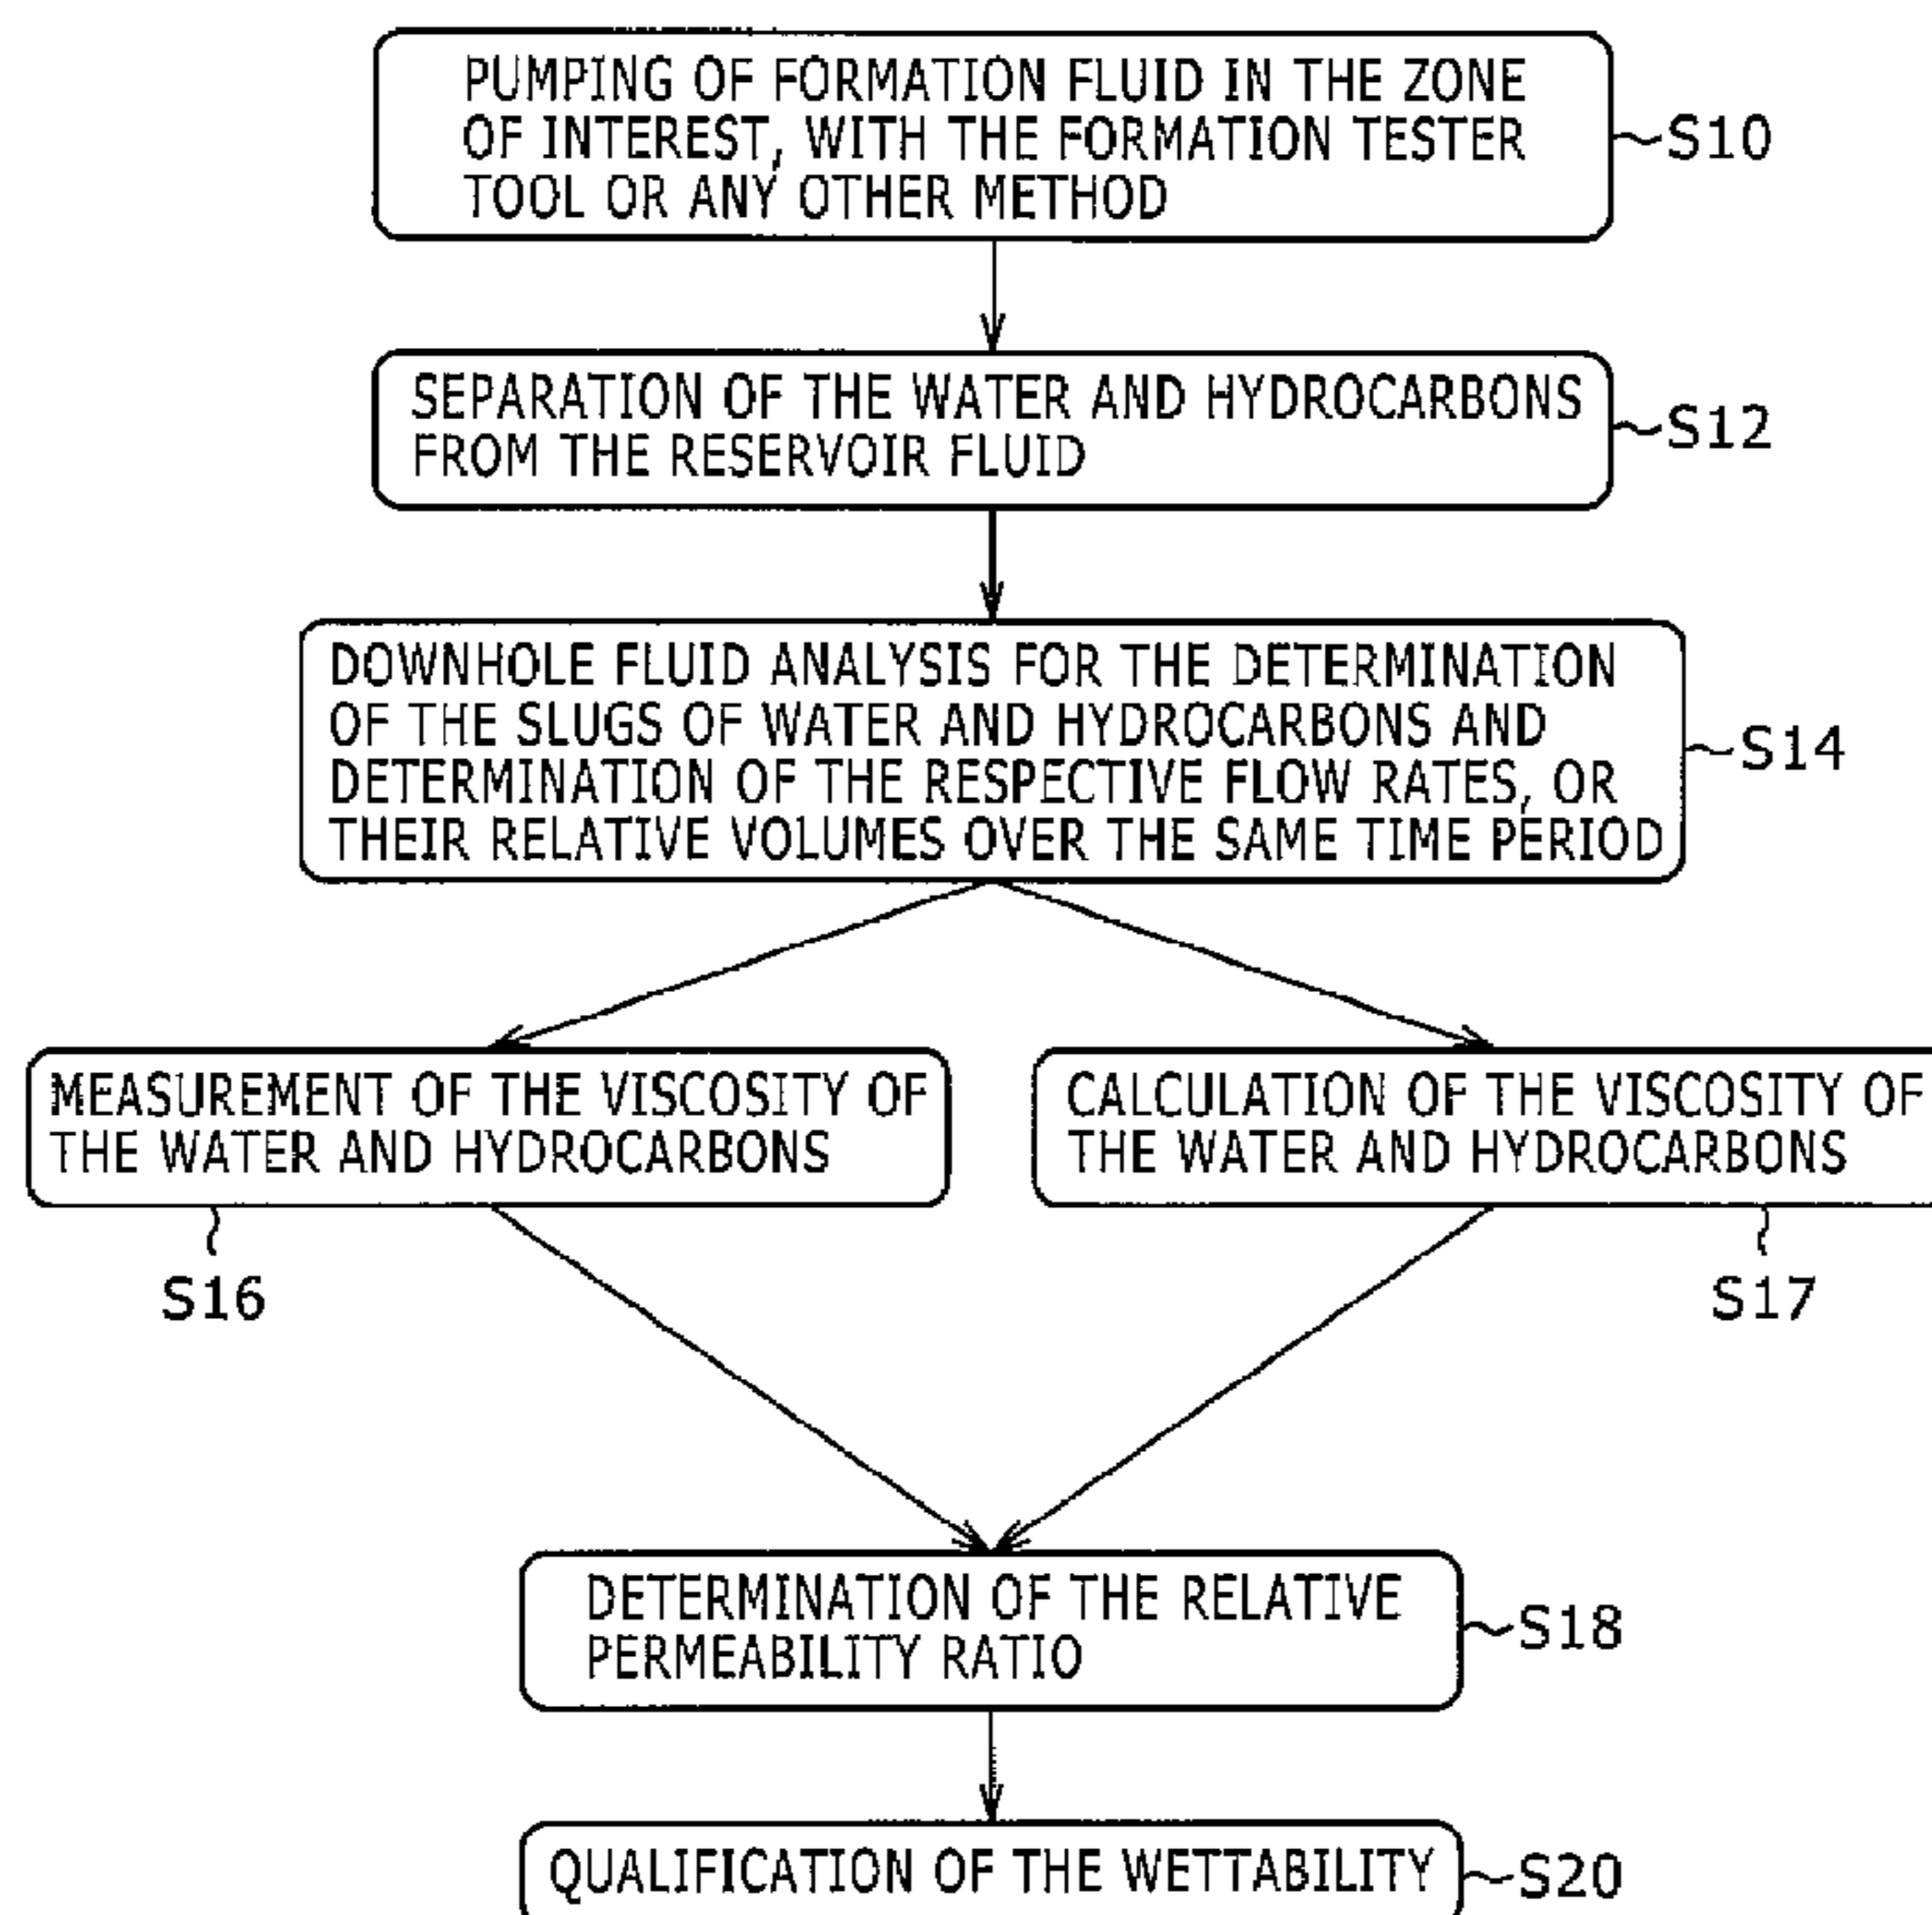 PUMPING OF FORMATION FLUID IN THE ZONE
OF INTEREST, WITH THE FORMATION TESTER
TOOL OR ANY OTHER METHOD
S10
SEPARATION OF THE WATER AND HYDROCARBONS
FROM THE RESERVOIR FLUID
S12
DOWNHOLE FLUID ANALYSIS FOR THE DETERMINATION
OF THE SLUGS OF WATER AND HYDROCARBONS AND
DETERMINATION OF THE RESPECTIVE FLOW RATES, OR
THEIR RELATIVE VOLUMES OVER THE SAME TIME PERIOD
S14
MEASUREMENT OF THE VISCOSITY OF
THE WATER AND HYDROCARBONS
S16
CALCULATION OF THE VISCOSITY OF
THE WATER AND HYDROCARBONS
S17
DETERMINATION OF THE RELATIVE
PERMEABILITY RATIO
S18
QUALIFICATION OF THE WETTABILITY
S20